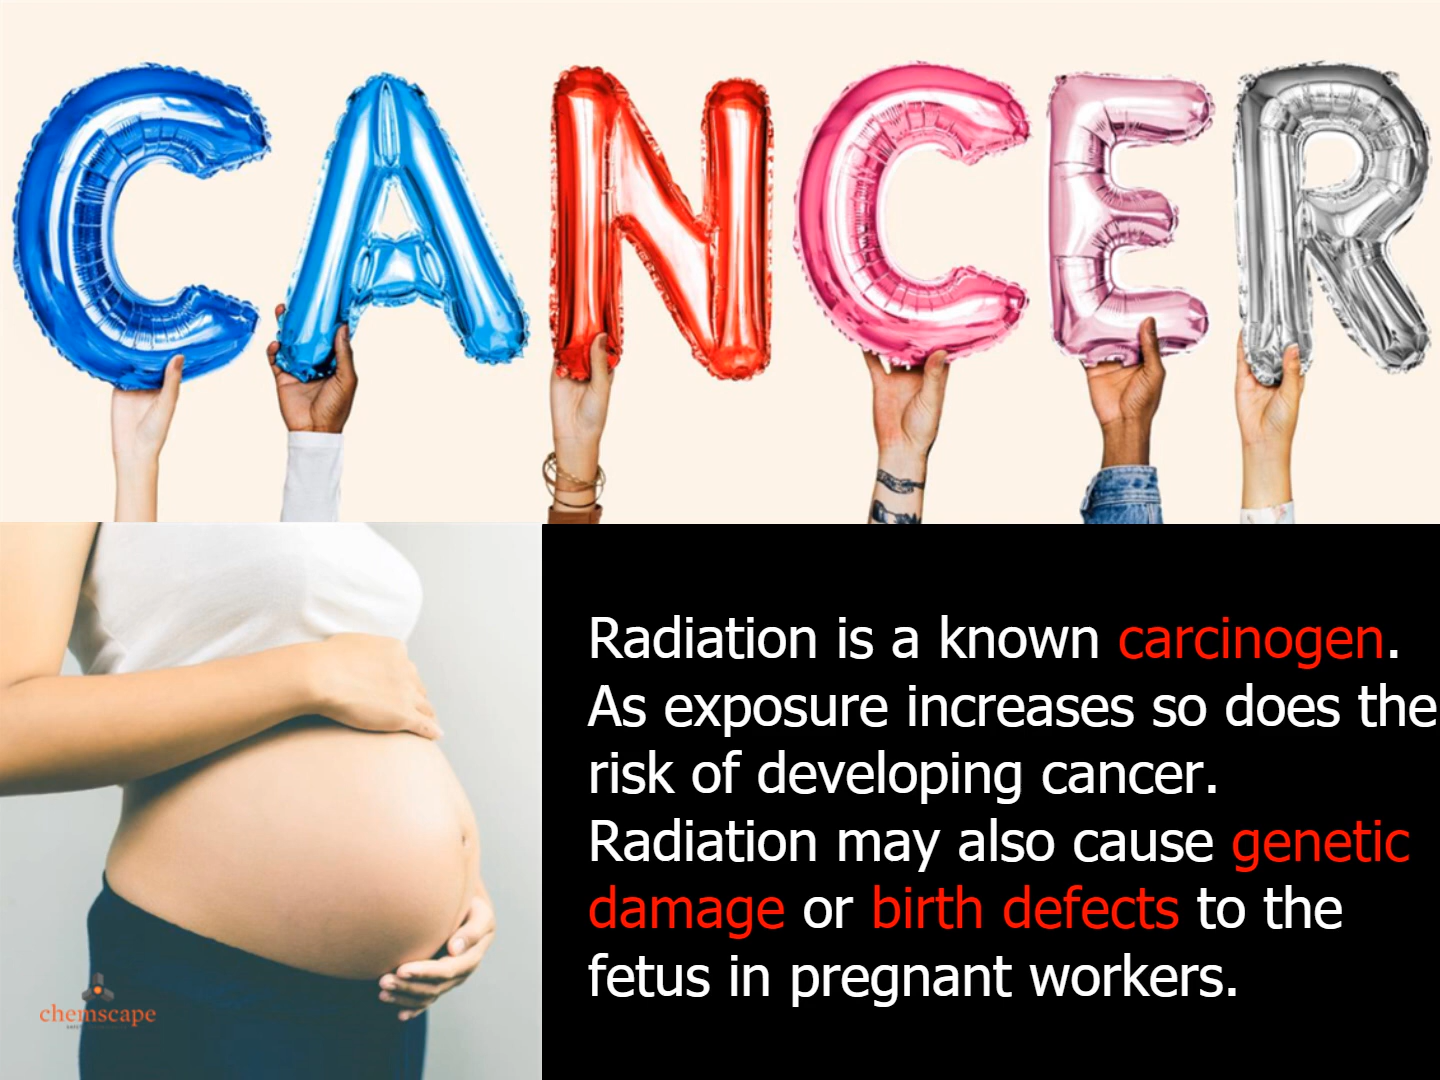 CANCER
Radiation is a known carcinogen.
As exposure increases so does the
risk of developing cancer.
Radiation may also cause genetic
damage or birth defects to the
fetus in pregnant workers.
chemscape